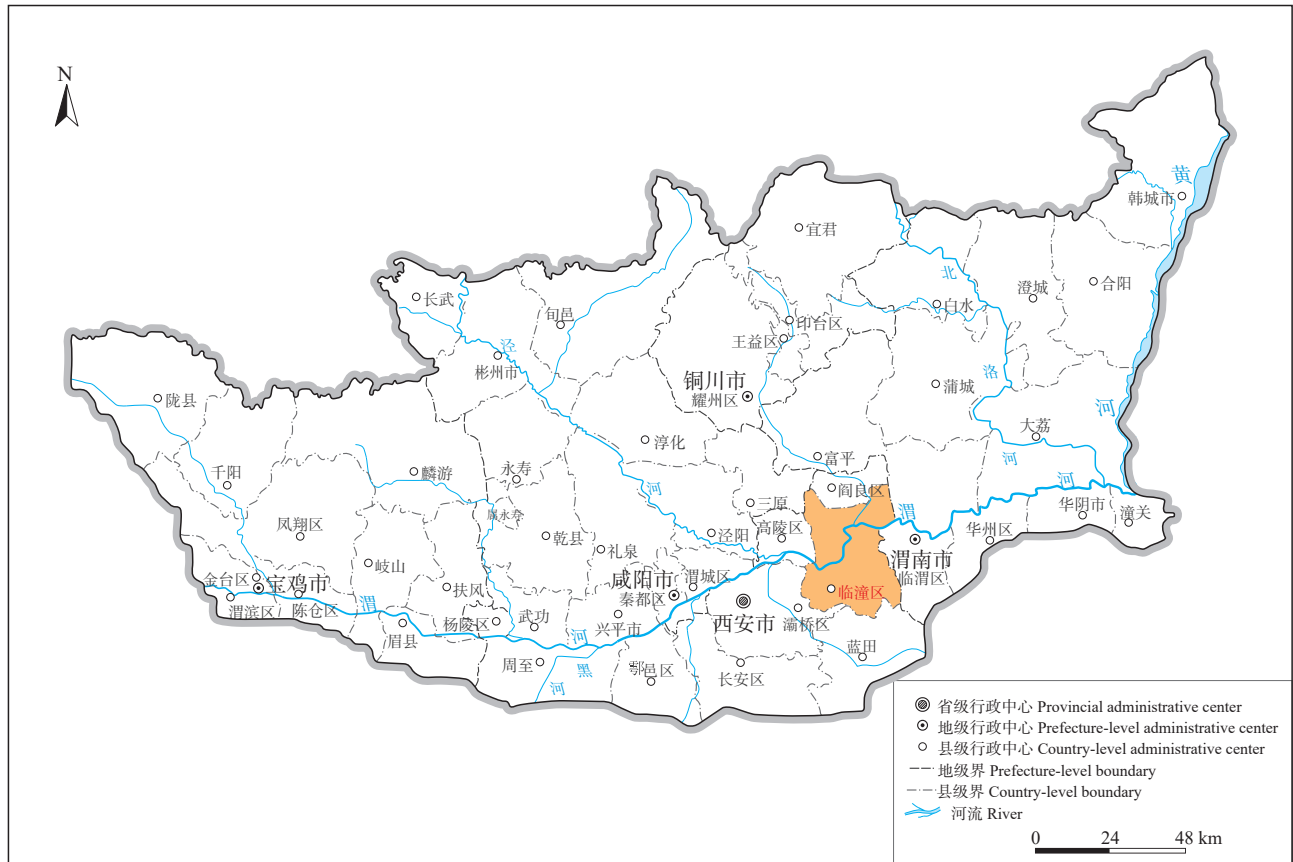 N
黄
韩城市
宜君
北
合阳
澄城
长武
白水
旬邑
印台区
王益区
泾
彬州市
洛
铜川市
蒲城
耀州区
陇县
河
大荔
淳化
富平
河
河
千阳
麟游
永寿
阎良区
河
三原
渭
华阴市
潼关
属永寿
凤翔区
高陵区
华州区
乾县
泾阳
礼泉
渭南市
岐山
临渭区
金台区
宝鸡市
咸阳市
渭城区
扶风
秦都区
临潼区
渭滨区
陈仓区
渭
杨陵区
武功
兴平市
西安市
灞桥区
眉县
河
蓝田
周至
黑
鄠邑区
长安区
河
省级行政中心 Provincial administrative center
地级行政中心 Prefecture-level administrative center
县级行政中心 Country-level administrative center
地级界 Prefecture-level boundary
县级界 Country-level boundary
河流 River
0 24 48 km